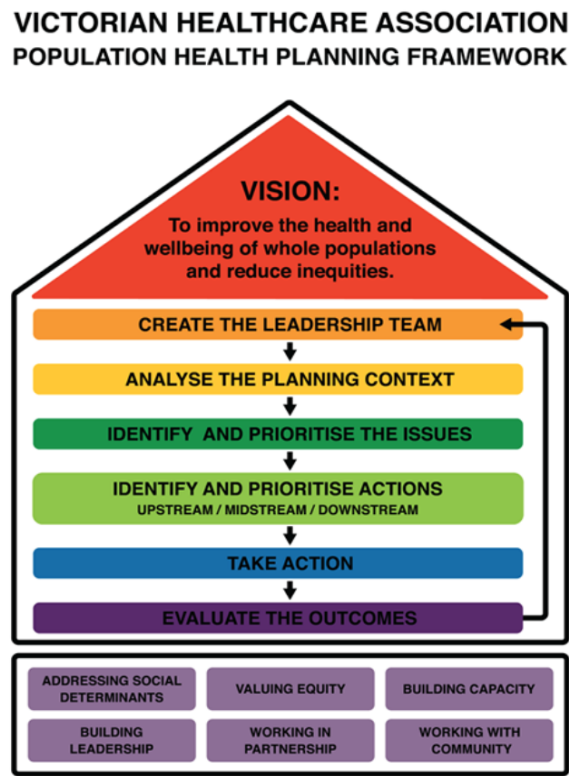 VICTORIAN HEALTHCARE ASSOCIATION
POPULATION HEALTH PLANNING FRAMEWORK
VISION:
To improve the health and
wellbeing of whole populations
and reduce inequities.
CREATE THE LEADERSHIP TEAM
ANALYSE THE PLANNING CONTEXT
IDENTIFY AND PRIORITISE THE ISSUES
IDENTIFY AND PRIORITISE ACTIONS
UPSTREAM / MIDSTREAM / DOWNSTREAM
TAKE ACTION
EVALUATE THE OUTCOMES
ADDRESSING SOCIAL
DETERMINANTS
VALUING EQUITY
BUILDING CAPACITY
BUILDING
LEADERSHIP
WORKING IN
PARTNERSHIP
WORKING WITH
COMMUNITY